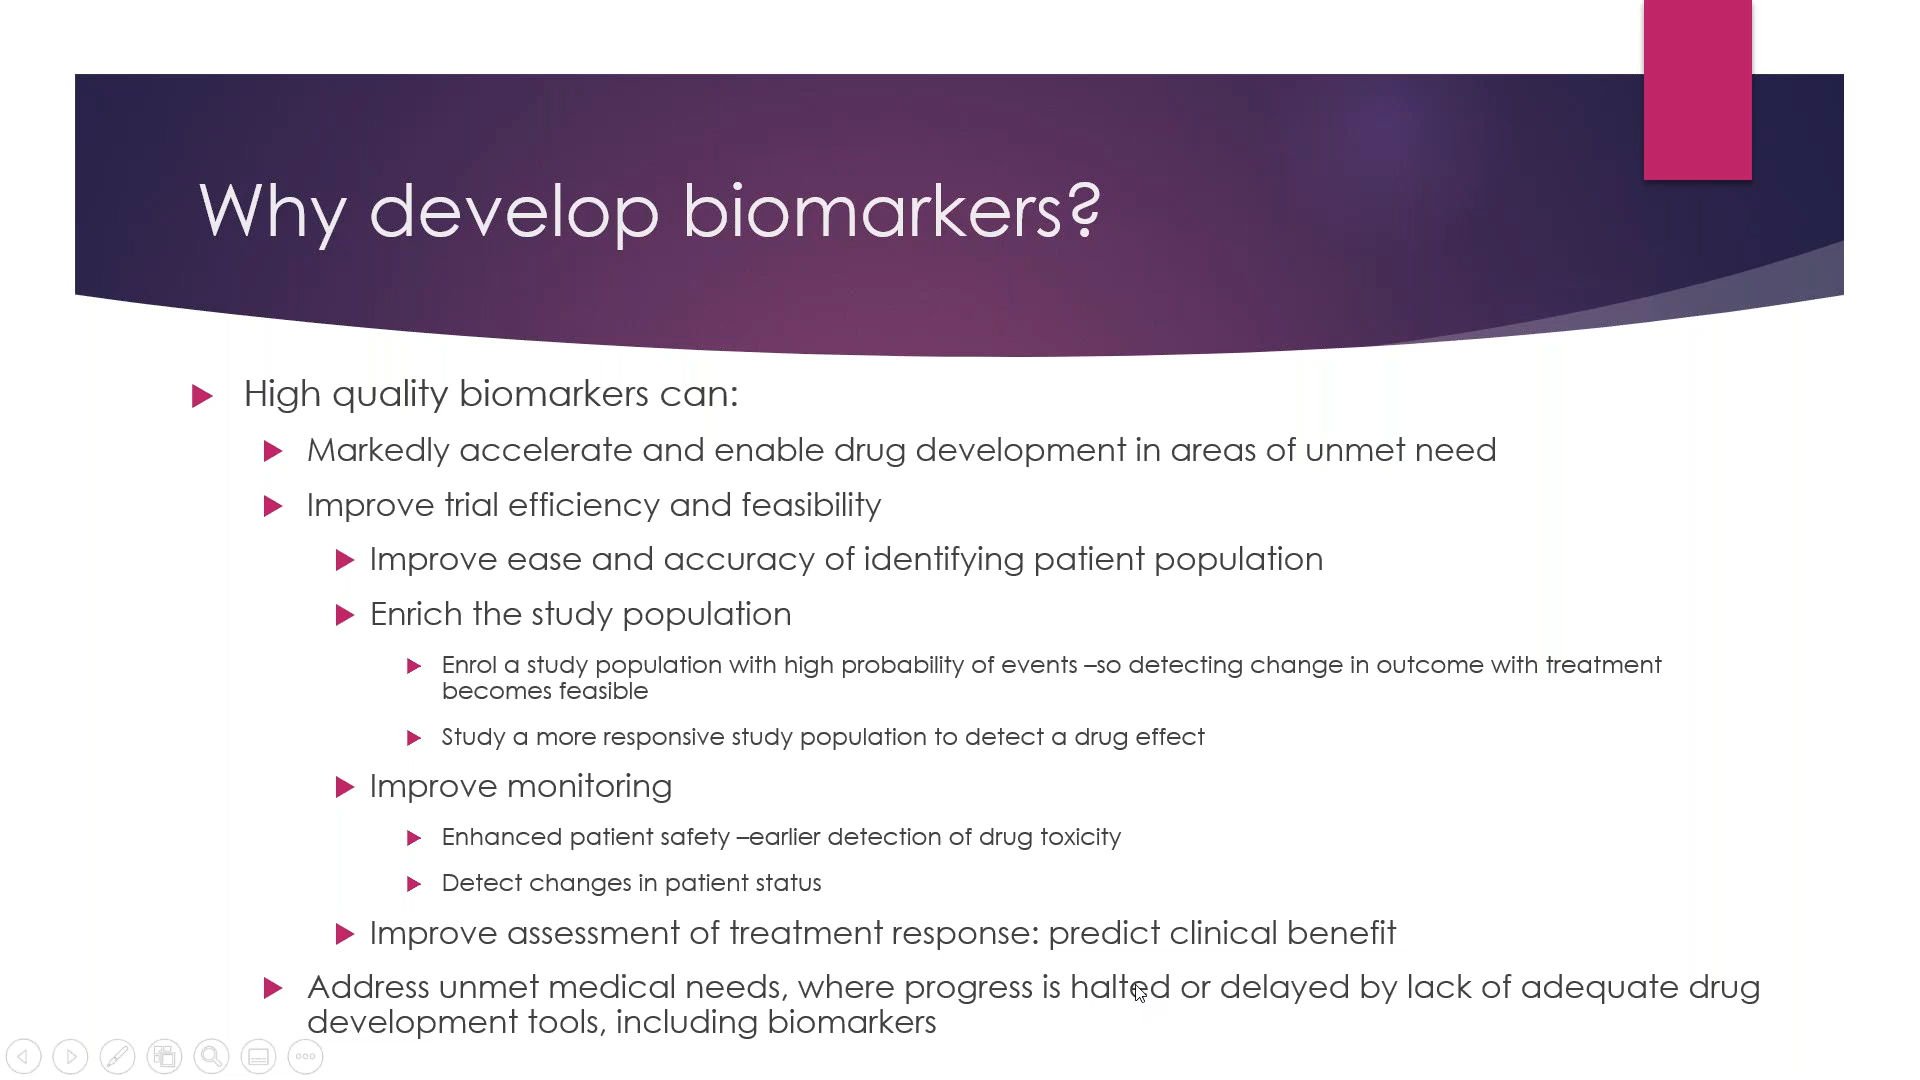 Why develop biomarkers?
High quality biomarkers can:
Markedly accelerate and enable drug development in areas of unmet need
Improve trial efficiency and feasibility
Improve ease and accuracy of identifying patient population
Enrich the study population
Enrol a study population with high probability of events –so detecting change in outcome with treatment
becomes feasible
Study a more responsive study population to detect a drug effect
Improve monitoring
Enhanced patient safety –earlier detection of drug toxicity
Detect changes in patient status
Improve assessment of treatment response: predict clinical benefit
Address unmet medical needs, where progress is halted or delayed by lack of adequate drug
development tools, including biomarkers